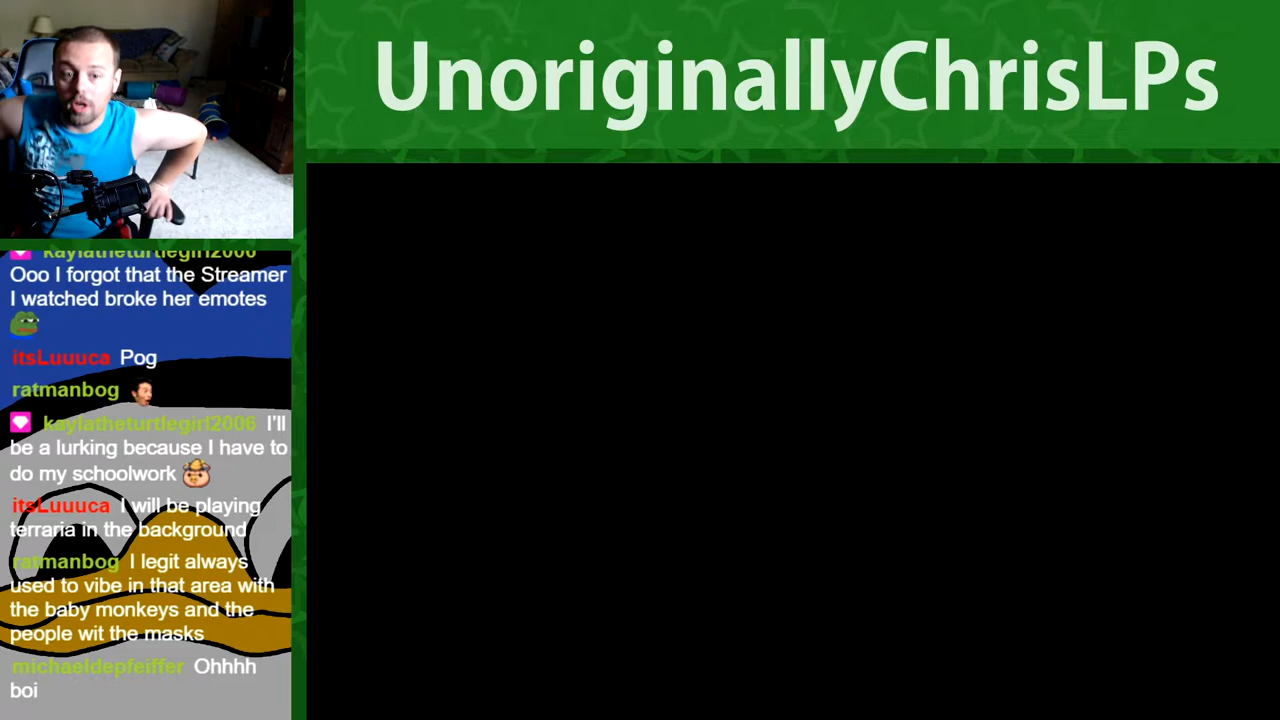 UnoriginallyChrisLPs
kaylatheturtlegirl2006
Ooo I forgot that the Streamer
I watched broke her emotes
itsLuuuca Pog
ratmanbog
kaylatheturtlegirl2006 I'll
be a lurking because I have to
do my schoolwork
itsLuuuca I will be playing
terraria in the background
ratmanbog I legit always
used to vibe in that area with
the baby monkeys and the
people wit the masks
michaeldepfeiffer Ohhhh
boi